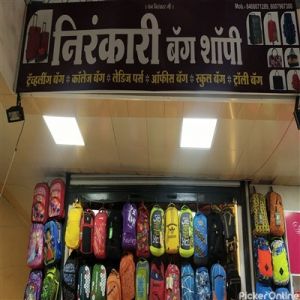 निरंकारी बॅग शॉपी
ट्रॅव्हलींग बॅग ❖ कॉलेज बॅग ❖ लेडिज पर्स ❖ ऑफीस बॅग ❖ स्कुल बॅग ❖ ट्रॉली बॅग
PickerOnline